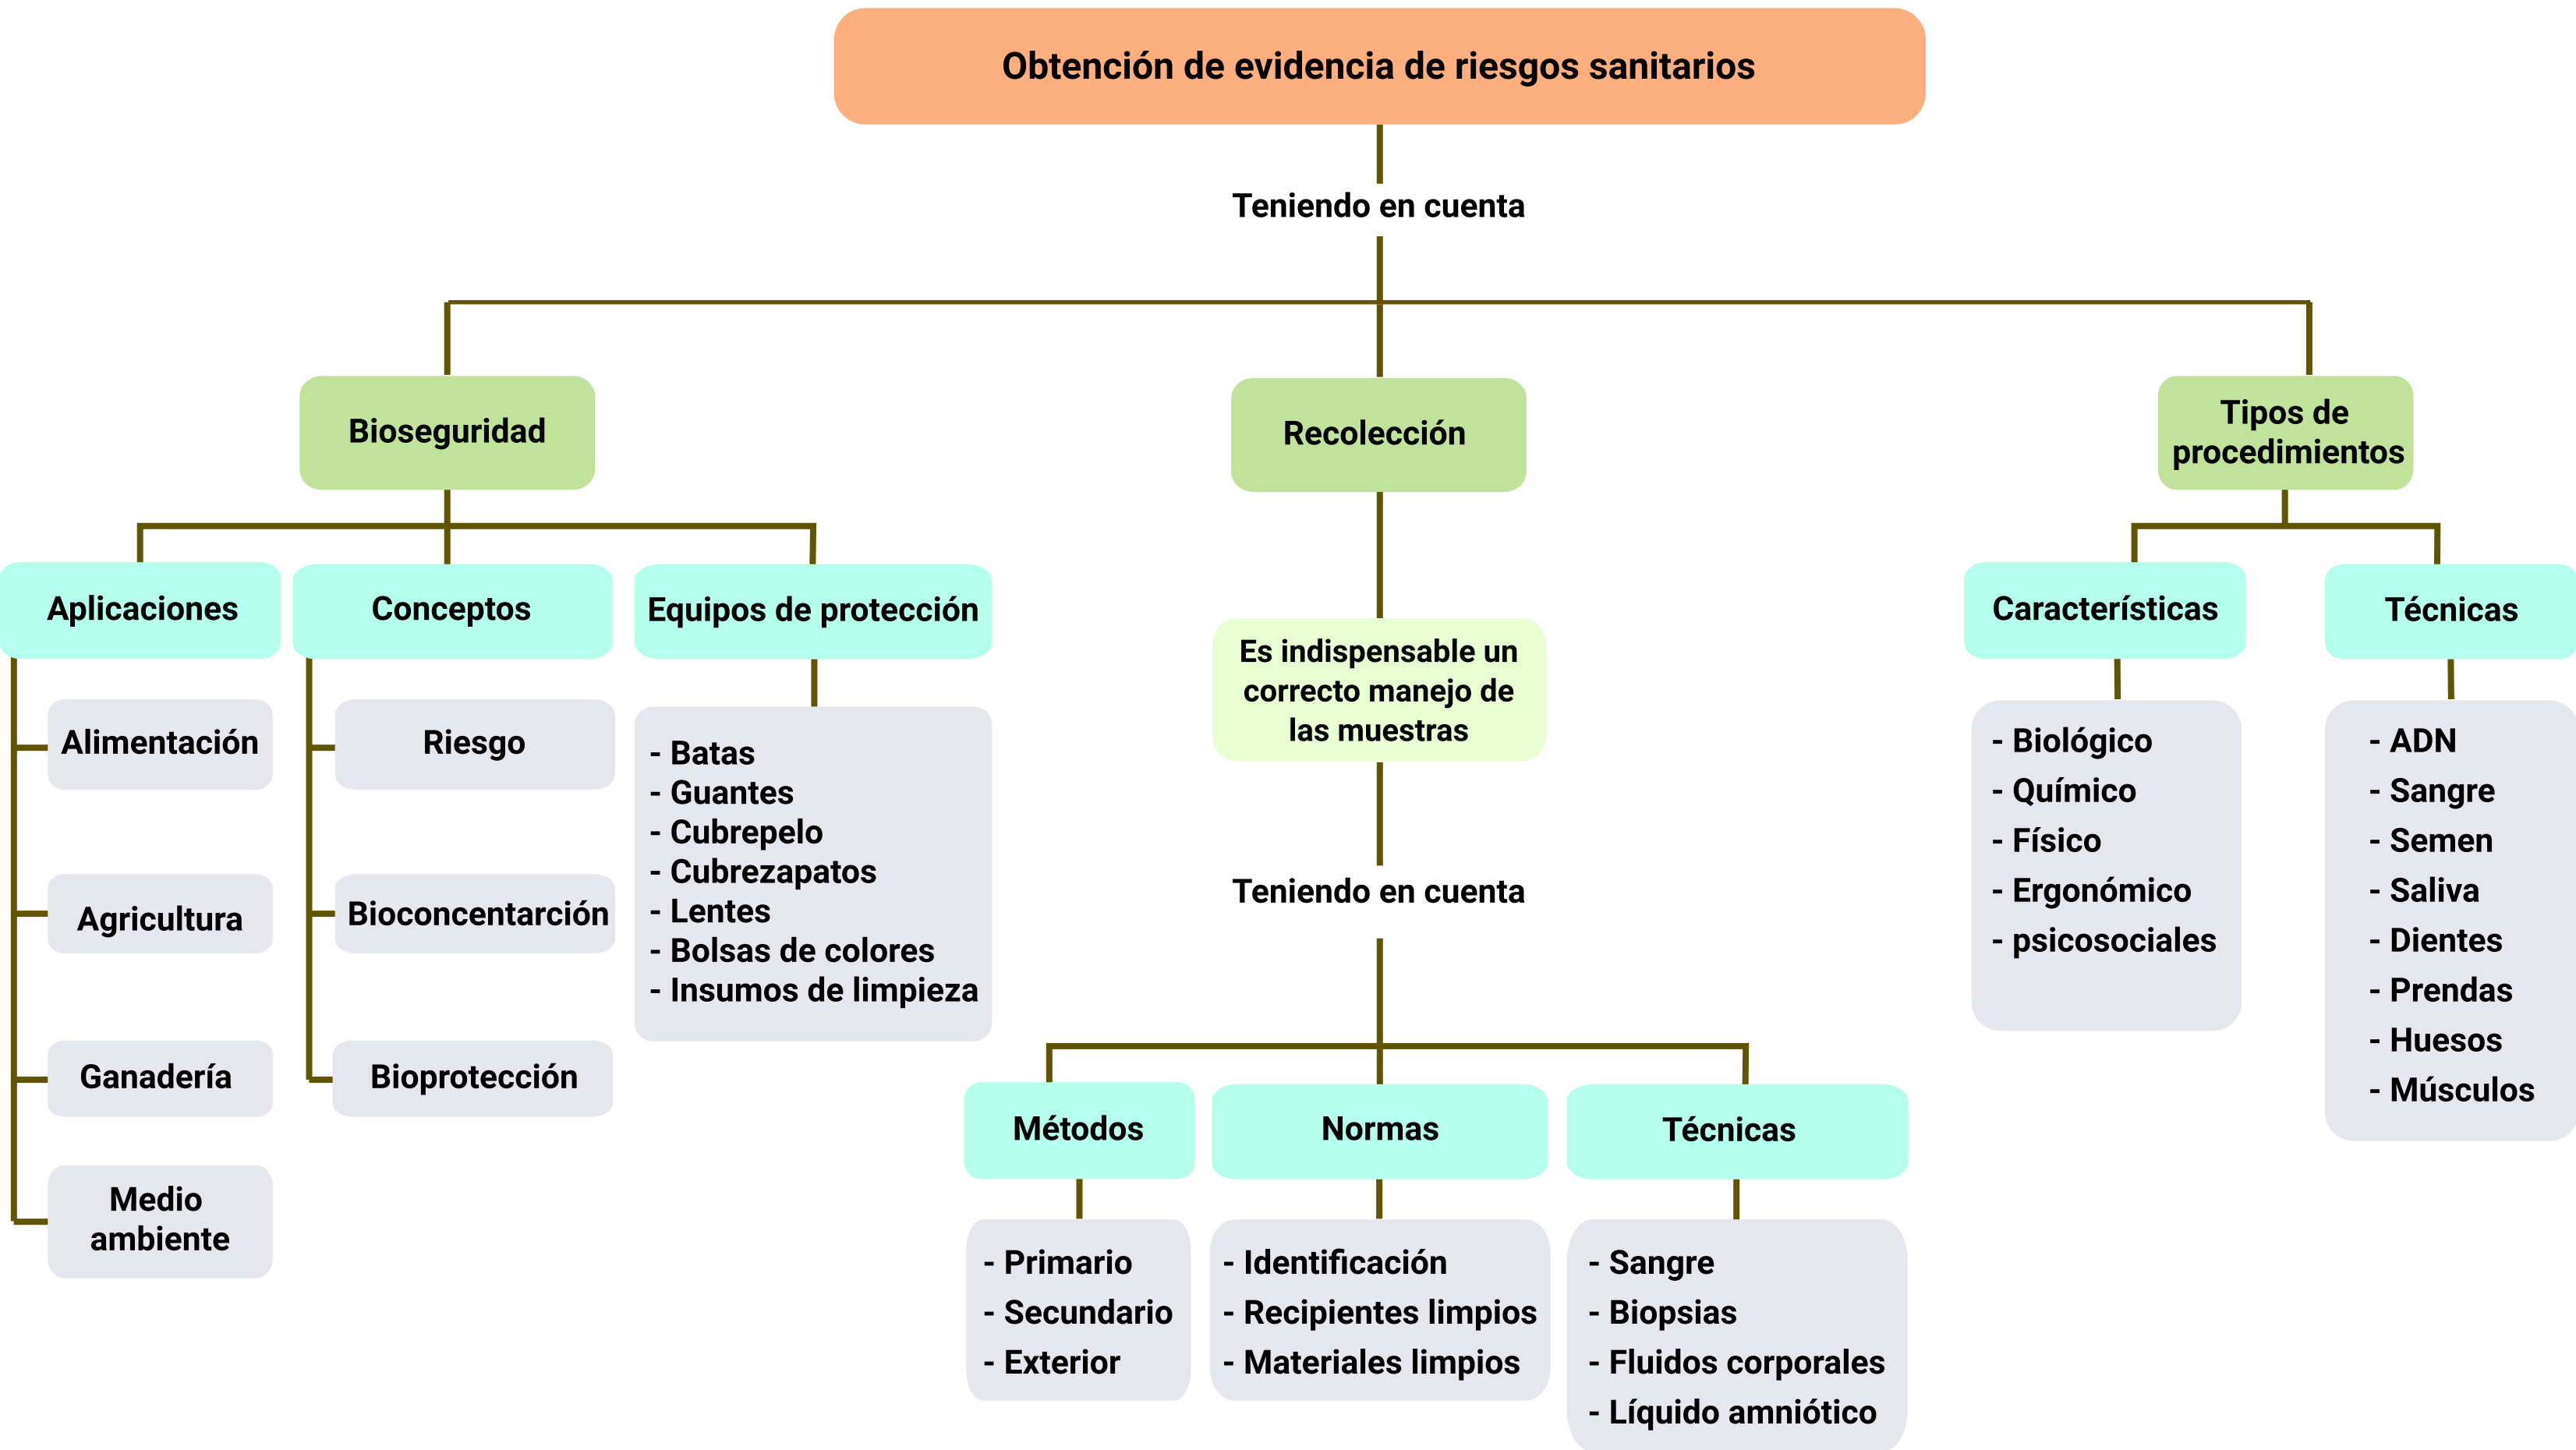 Obtención de evidencia de riesgos sanitarios
Teniendo en cuenta
Bioseguridad
Aplicaciones
Alimentación
Agricultura
Ganadería
Medio
ambiente
Conceptos
Riesgo
Bioconcentarción
Bioprotección
Equipos de protección
- Batas
- Guantes
- Cubrepelo
- Cubrezapatos
- Lentes
- Bolsas de colores
- Insumos de limpieza
Recolección
Es indispensable un
correcto manejo de
las muestras
Teniendo en cuenta
Métodos
- Primario
- Secundario
- Exterior
Normas
- Identificación
- Recipientes limpios
- Materiales limpios
Técnicas
- Sangre
- Biopsias
- Fluidos corporales
- Líquido amniótico
Tipos de
procedimientos
Características
- Biológico
- Químico
- Físico
- Ergonómico
- psicosociales
Técnicas
- ADN
- Sangre
- Semen
- Saliva
- Dientes
- Prendas
- Huesos
- Músculos